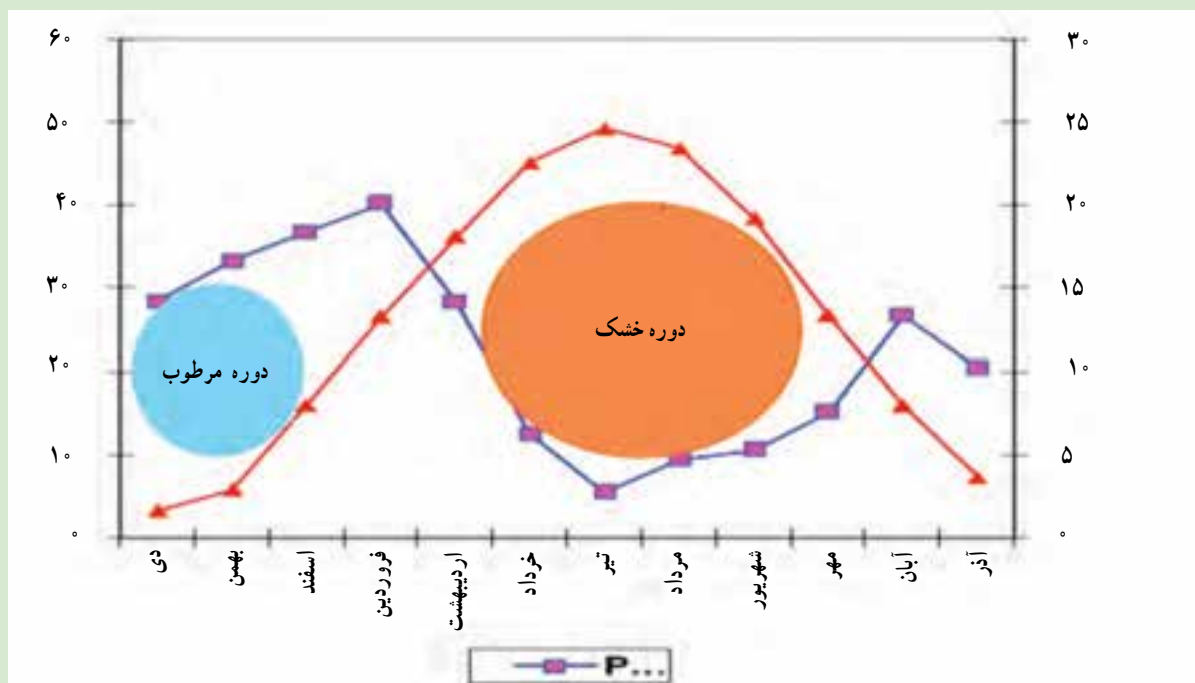 ۶۰
۵۰
۴۰
۳۰
۲۰
۱۰
۰
۳۰
۲۵
۲۰
۱۵
۱۰
۵
۰
دوره مرطوب
دوره خشک
دی
بهمن
اسفند
فروردین
اردیبهشت
خرداد
تیر
مرداد
شهریور
مهر
آبان
آذر
P...